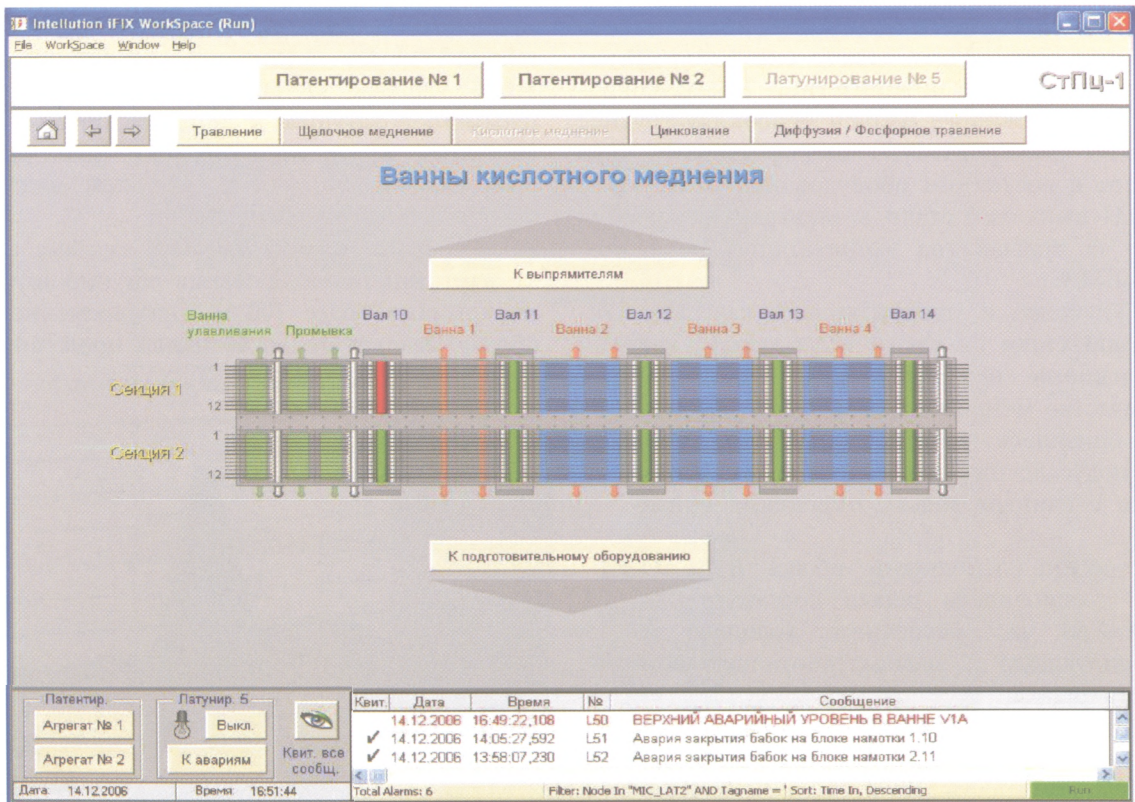 Intellution iFIX WorkSpace (Run)
File WorkSpace Window Help
Патентирование № 1 Патентирование № 2 Латунирование № 5 СтПц-1
Травление Щелочное меднение Кислотное меднение Цинкование Диффузия / Фосфорное травление
Ванны кислотного меднения
К выпрямителям
Ванна улавливания Промывка Вал 10 Ванна 1 Вал 11 Ванна 2 Вал 12 Ванна 3 Вал 13 Ванна 4 Вал 14
1
Секция 1
12
1
Секция 2
12
К подготовительному оборудованию
Патентир. Латунир. 5
Агрегат № 1 Выкл.
Агрегат № 2 К авариям Квит. все сообщ.
Квит. Дата Время № Сообщение
14.12.2006 16:49:22,108 L50 ВЕРХНИЙ АВАРИЙНЫЙ УРОВЕНЬ В ВАННЕ V1A
✓ 14.12.2006 14:05:27,592 L51 Авария закрытия бабок на блоке намотки 1.10
✓ 14.12.2006 13:58:07,230 L52 Авария закрытия бабок на блоке намотки 2.11
Дата: 14.12.2006 Время: 16:51:44 Total Alarms: 6 Filter: Node In "MIC_LAT2" AND Tagname = ' Sort: Time In, Descending Run